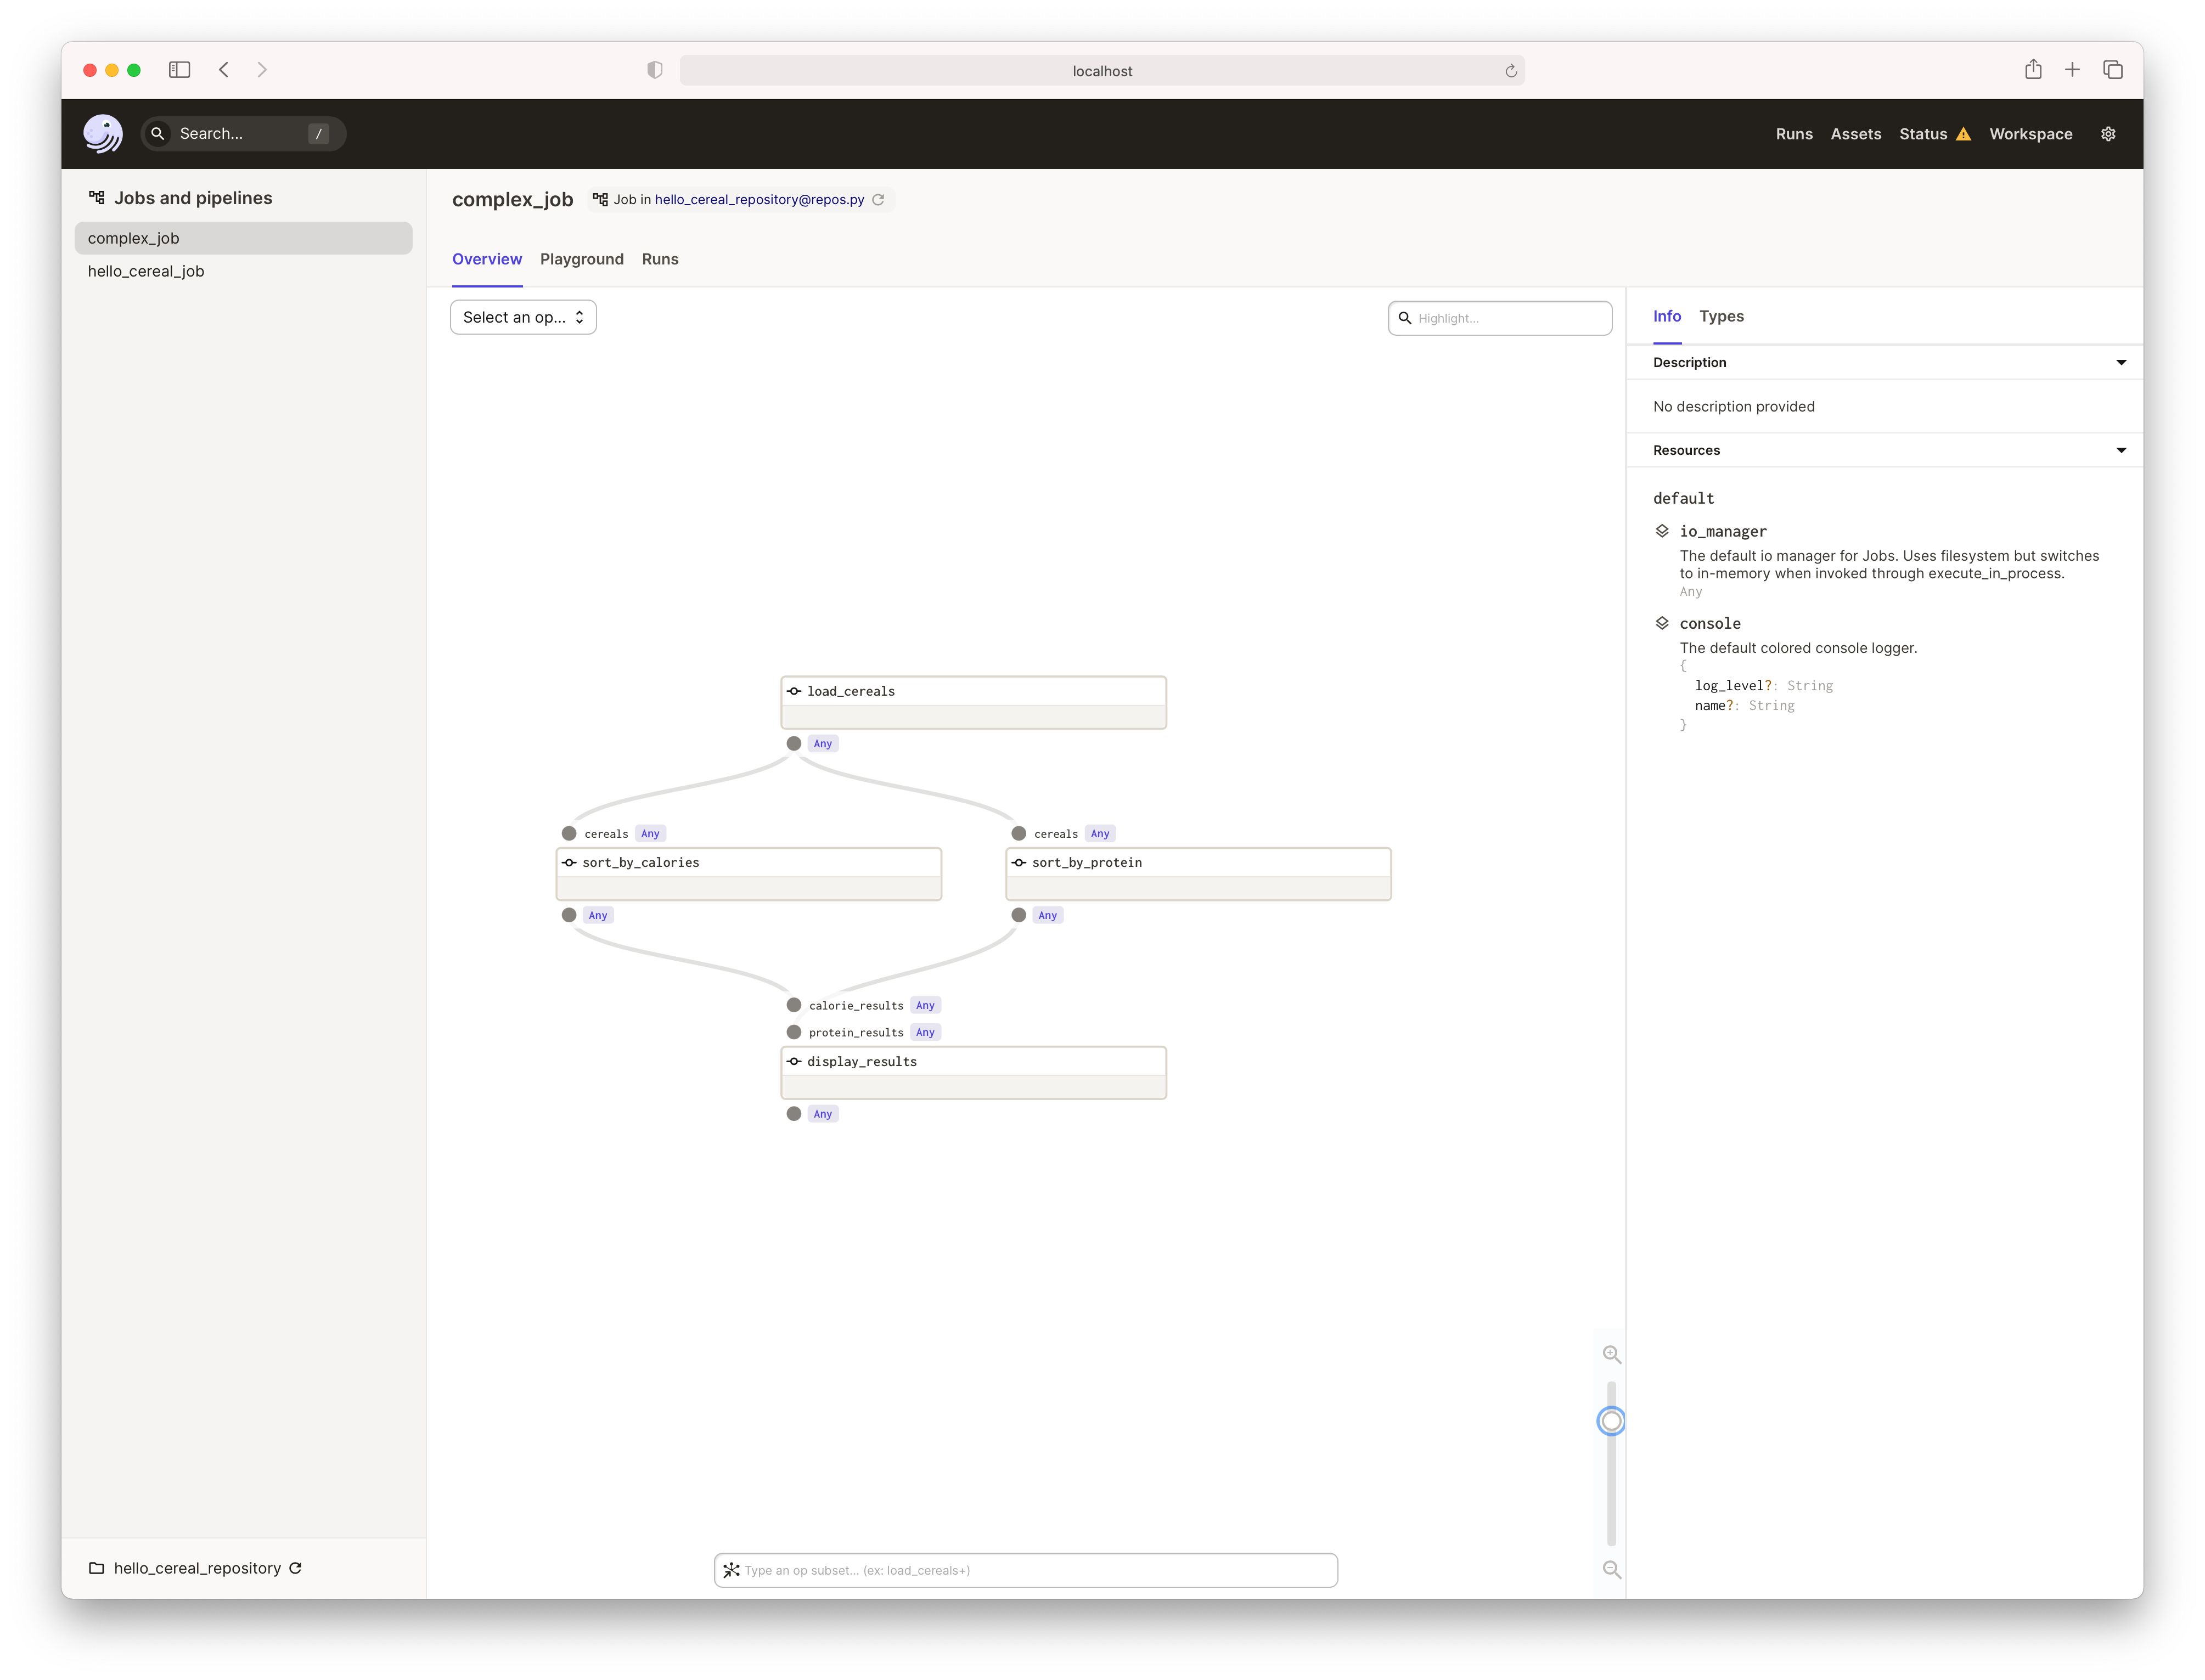 localhost
Search...
/
Runs
Assets
Status
Workspace
Jobs and pipelines
complex_job
hello_cereal_job
hello_cereal_repository
complex_job
Job in hello_cereal_repository@repos.py
Overview
Playground
Runs
Select an op...
Highlight...
load_cereals
Any
cereals Any
sort_by_calories
Any
cereals Any
sort_by_protein
Any
calorie_results Any
protein_results Any
display_results
Any
Type an op subset... (ex: load_cereals+)
Info
Types
Description
No description provided
Resources
default
io_manager
The default io manager for Jobs. Uses filesystem but switches
to in-memory when invoked through execute_in_process.
Any
console
The default colored console logger.
{
log_level?: String
name?: String
}